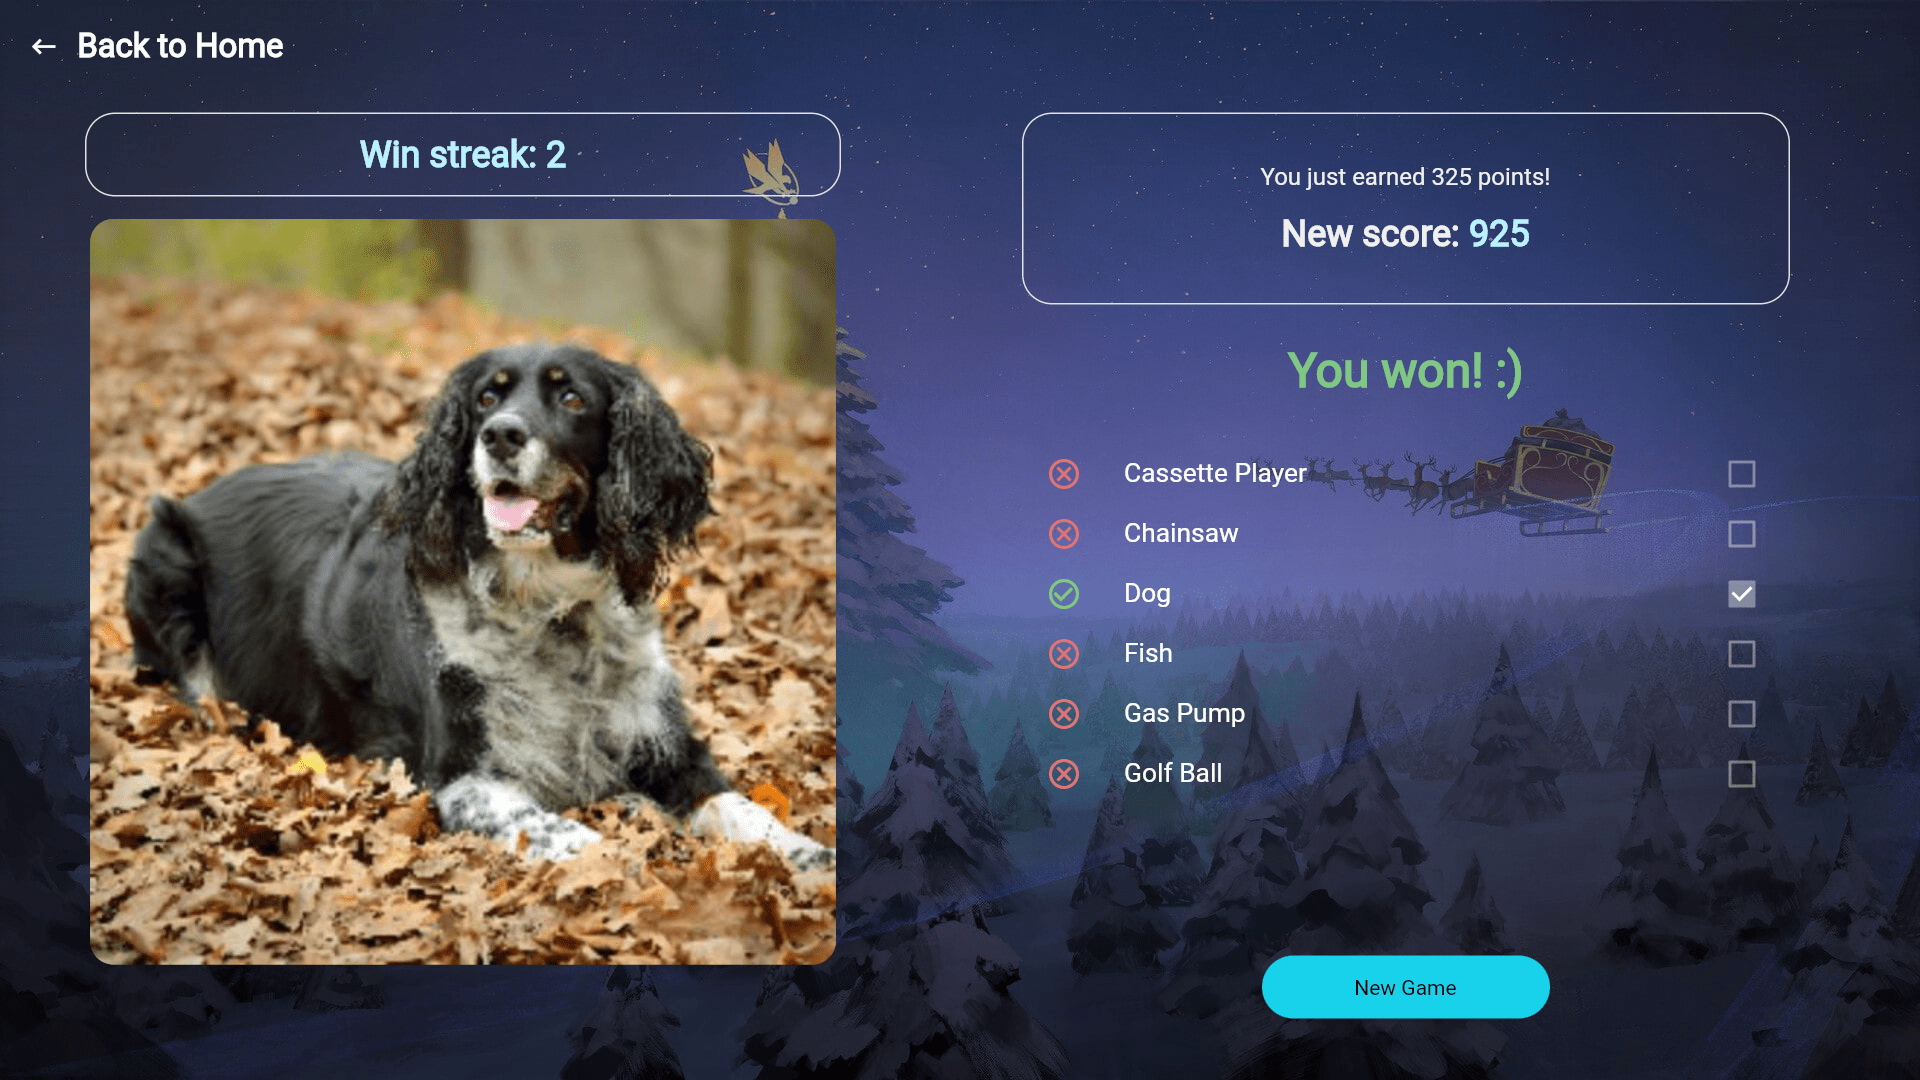 Back to Home
Win streak: 2
You just earned 325 points!
New score: 925
You won! :)
Cassette Player
Chainsaw
Dog
Fish
Gas Pump
Golf Ball
New Game